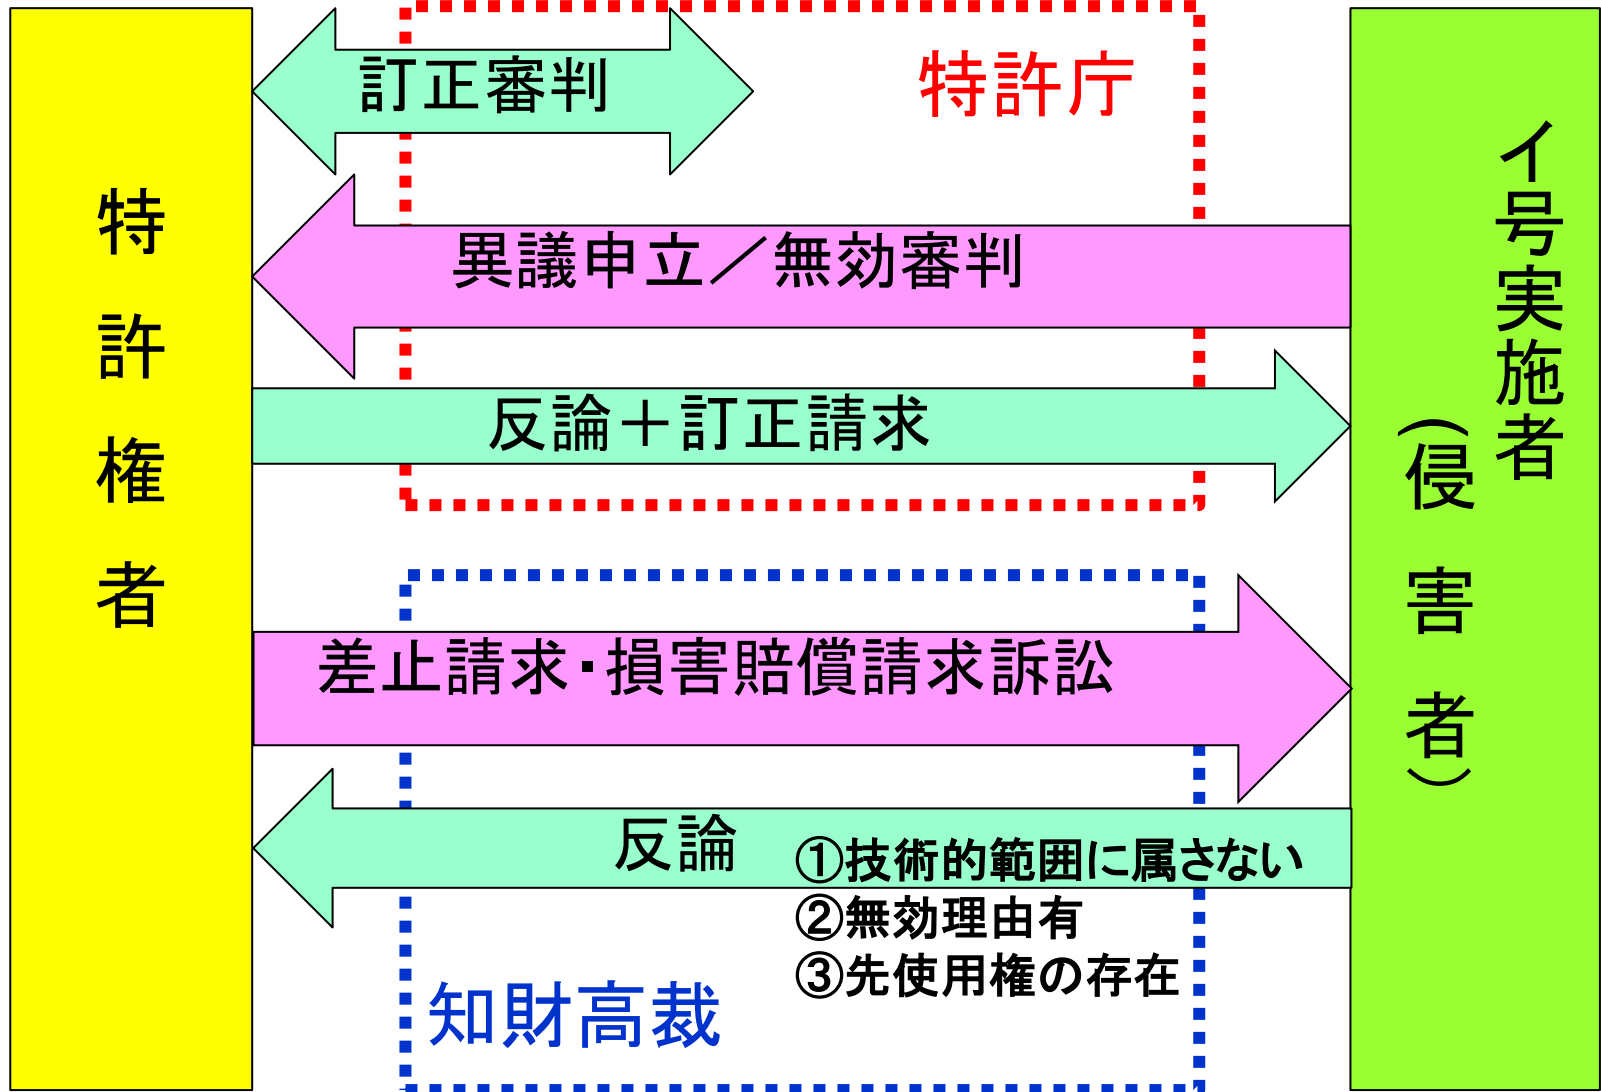 特許権者
訂正審判
特許庁
異議申立／無効審判
反論＋訂正請求
差止請求・損害賠償請求訴訟
反論
①技術的範囲に属さない
②無効理由有
③先使用権の存在
知財高裁
イ号実施者
（侵害者）